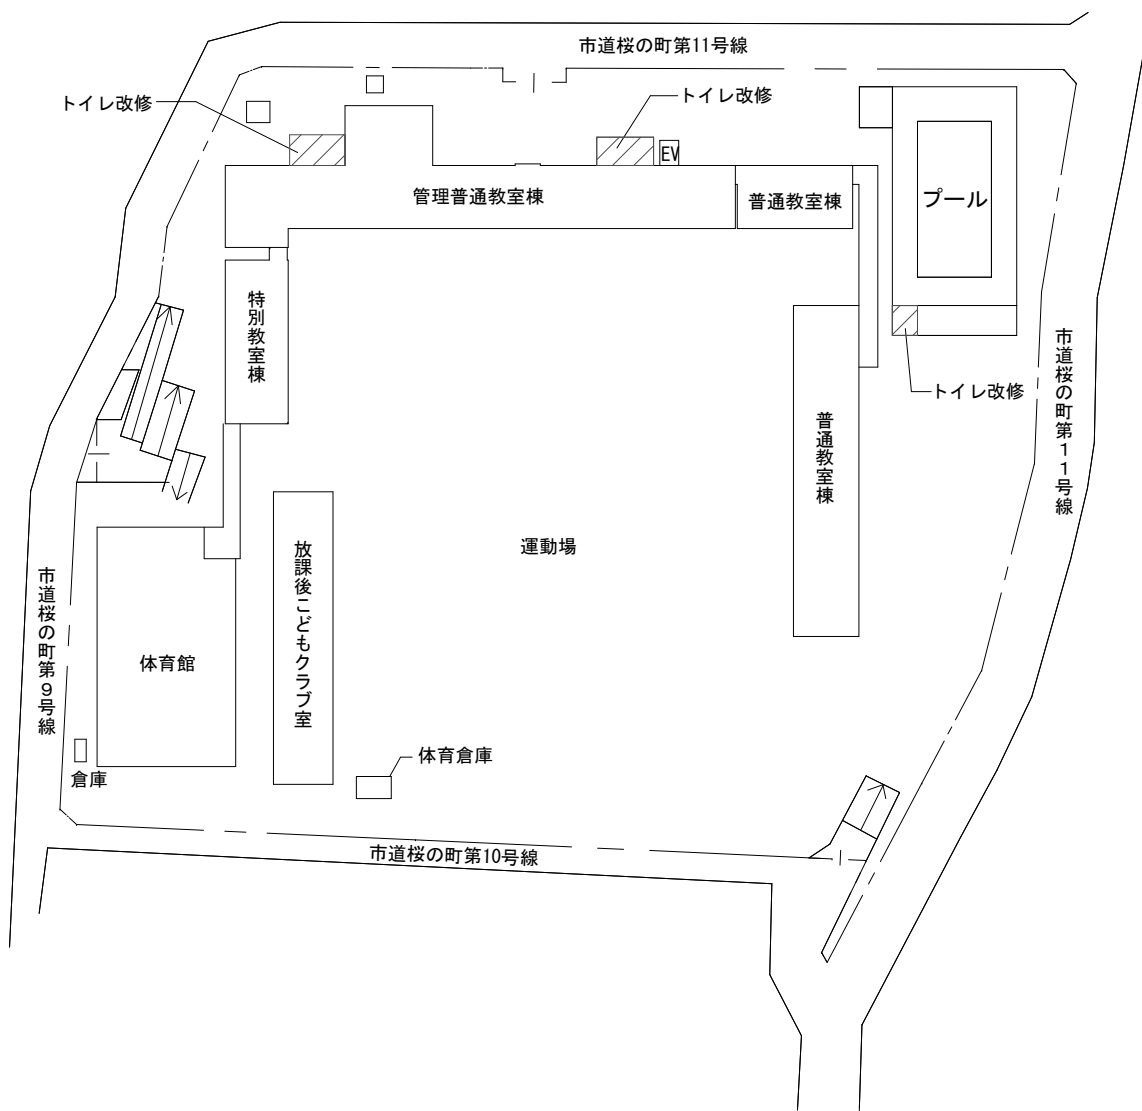 市道桜の町第11号線
トイレ改修
トイレ改修
EV
管理普通教室棟
普通教室棟
プール
特別教室棟
市道桜の町第11号線
トイレ改修
普通教室棟
運動場
放課後こどもクラブ室
市道桜の町第9号線
体育館
体育倉庫
倉庫
市道桜の町第10号線